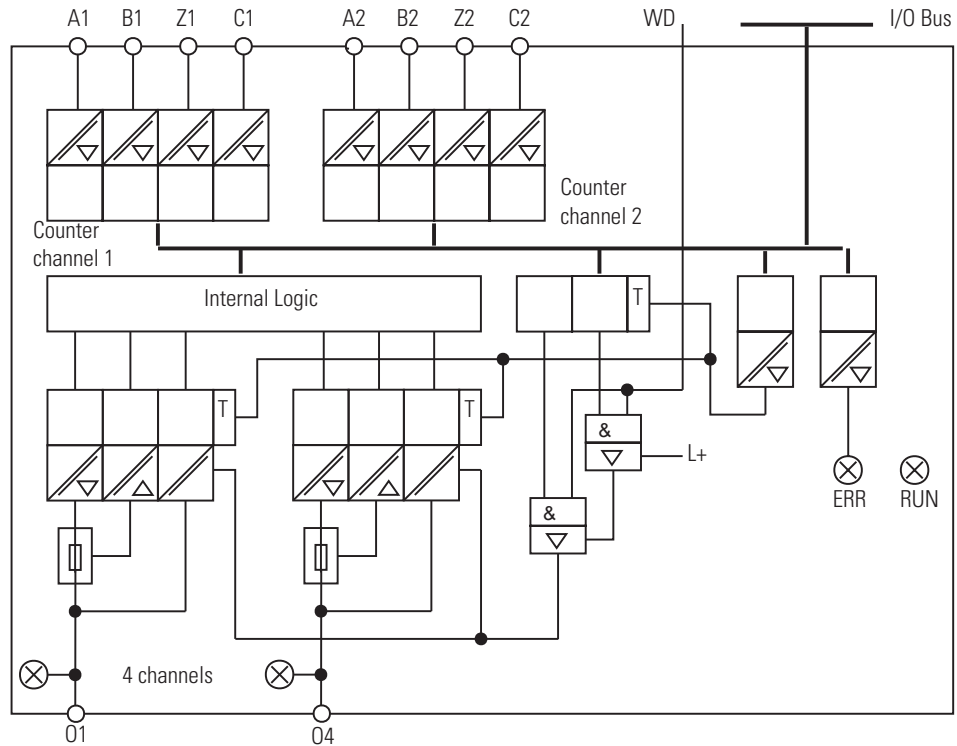 A1 B1 Z1 C1 A2 B2 Z2 C2 WD I/O Bus
Counter
channel 2
Counter
channel 1
Internal Logic
T
T
T
&
L+
&
ERR RUN
4 channels
O1 O4